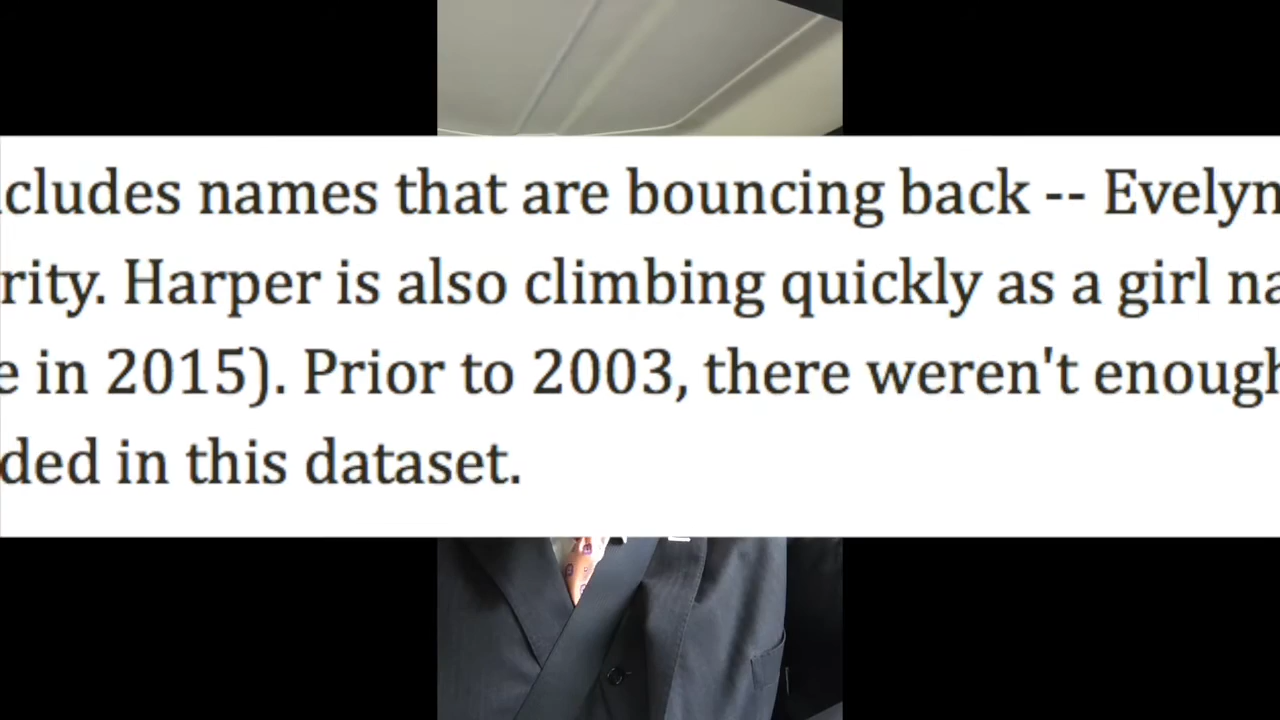 cludes names that are bouncing back -- Evelyn
rity. Harper is also climbing quickly as a girl na
e in 2015). Prior to 2003, there weren't enough
ded in this dataset.